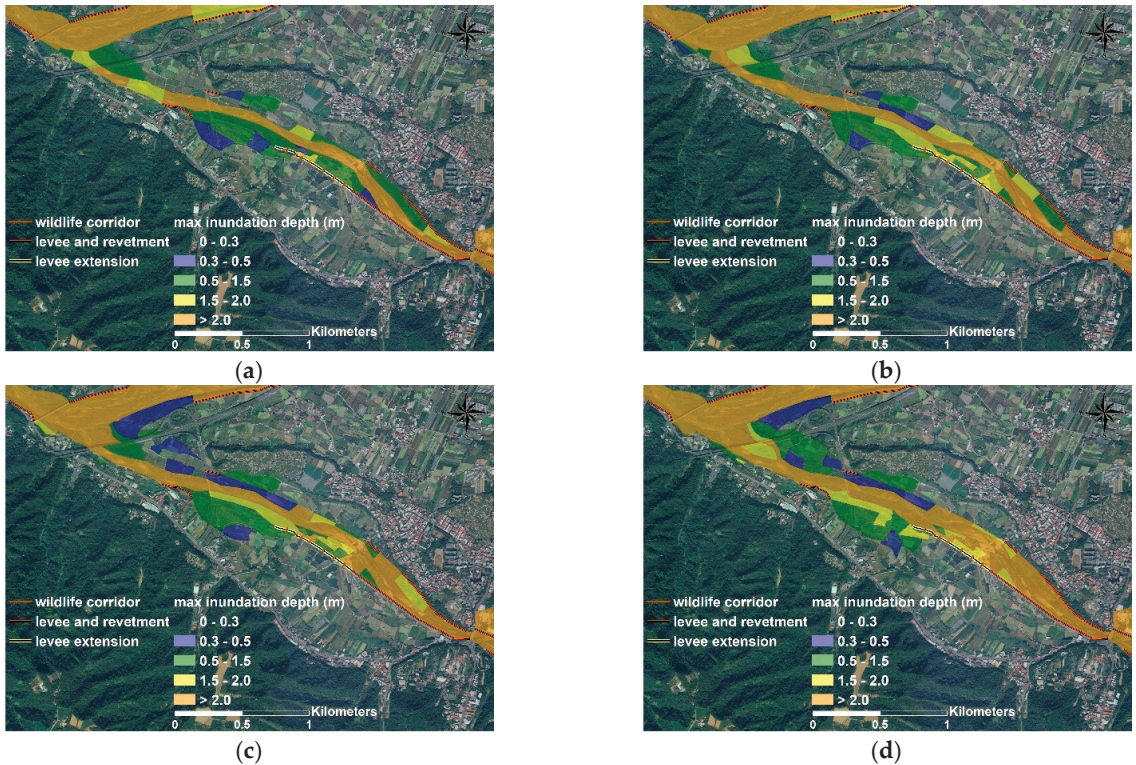 wildlife corridor max inundation depth (m)
levee and revetment 0 - 0.3
levee extension 0.3 - 0.5
0.5 - 1.5
1.5 - 2.0
> 2.0
Kilometers
0 0.5 1
(a)
wildlife corridor max inundation depth (m)
levee and revetment 0 - 0.3
levee extension 0.3 - 0.5
0.5 - 1.5
1.5 - 2.0
> 2.0
Kilometers
0 0.5 1
(b)
wildlife corridor max inundation depth (m)
levee and revetment 0 - 0.3
levee extension 0.3 - 0.5
0.5 - 1.5
1.5 - 2.0
> 2.0
Kilometers
0 0.5 1
(c)
wildlife corridor max inundation depth (m)
levee and revetment 0 - 0.3
levee extension 0.3 - 0.5
0.5 - 1.5
1.5 - 2.0
> 2.0
Kilometers
0 0.5 1
(d)